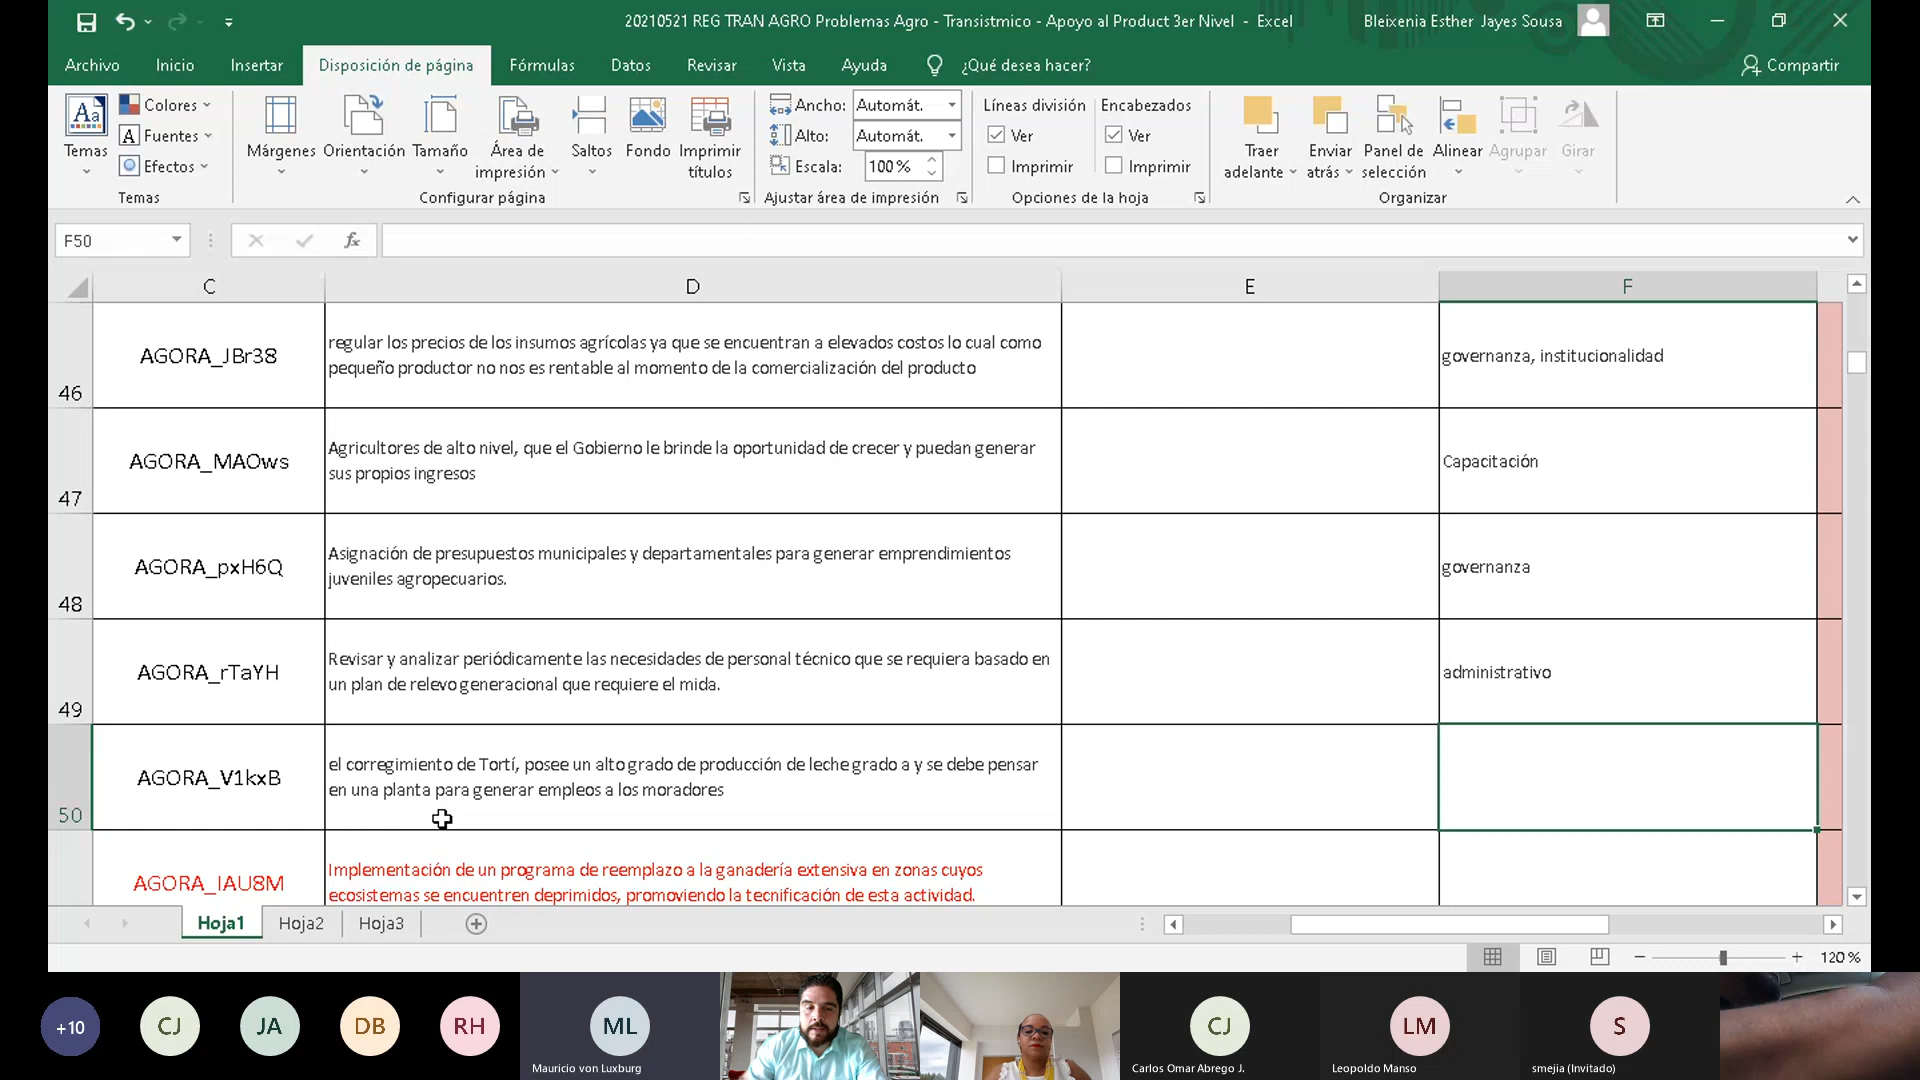 20210521 REG TRAN AGRO Problemas Agro - Transistmico - Apoyo al Product 3er Nivel - Excel
Bleixenia Esther Jayes Sousa
Archivo Inicio Insertar Disposición de página Fórmulas Datos Revisar Vista Ayuda ¿Qué desea hacer? Compartir
Aa Temas
Colores
A Fuentes
Efectos
Temas
Márgenes
Orientación
Tamaño
Área de impresión
Saltos
Fondo
Imprimir títulos
Configurar página
Ancho: Automát.
Alto: Automát.
Escala: 100 %
Ajustar área de impresión
Líneas división
Ver
Imprimir
Encabezados
Ver
Imprimir
Opciones de la hoja
Traer adelante
Enviar atrás
Panel de selección
Alinear
Agrupar
Girar
Organizar
F50 fx
C D E F
46 AGORA_JBr38
regular los precios de los insumos agrícolas ya que se encuentran a elevados costos lo cual como
pequeño productor no nos es rentable al momento de la comercialización del producto
governanza, institucionalidad
47 AGORA_MAOws
Agricultores de alto nivel, que el Gobierno le brinde la oportunidad de crecer y puedan generar
sus propios ingresos
Capacitación
48 AGORA_pxH6Q
Asignación de presupuestos municipales y departamentales para generar emprendimientos
juveniles agropecuarios.
governanza
49 AGORA_rTaYH
Revisar y analizar periódicamente las necesidades de personal técnico que se requiera basado en
un plan de relevo generacional que requiere el mida.
administrativo
50 AGORA_V1kxB
el corregimiento de Tortí, posee un alto grado de producción de leche grado a y se debe pensar
en una planta para generar empleos a los moradores
AGORA_IAU8M
Implementación de un programa de reemplazo a la ganadería extensiva en zonas cuyos
ecosistemas se encuentren deprimidos, promoviendo la tecnificación de esta actividad.
Hoja1 Hoja2 Hoja3
120 %
+10 CJ JA DB RH ML CJ LM S
Mauricio von Luxburg
Carlos Omar Abrego J.
Leopoldo Manso
smejia (Invitado)